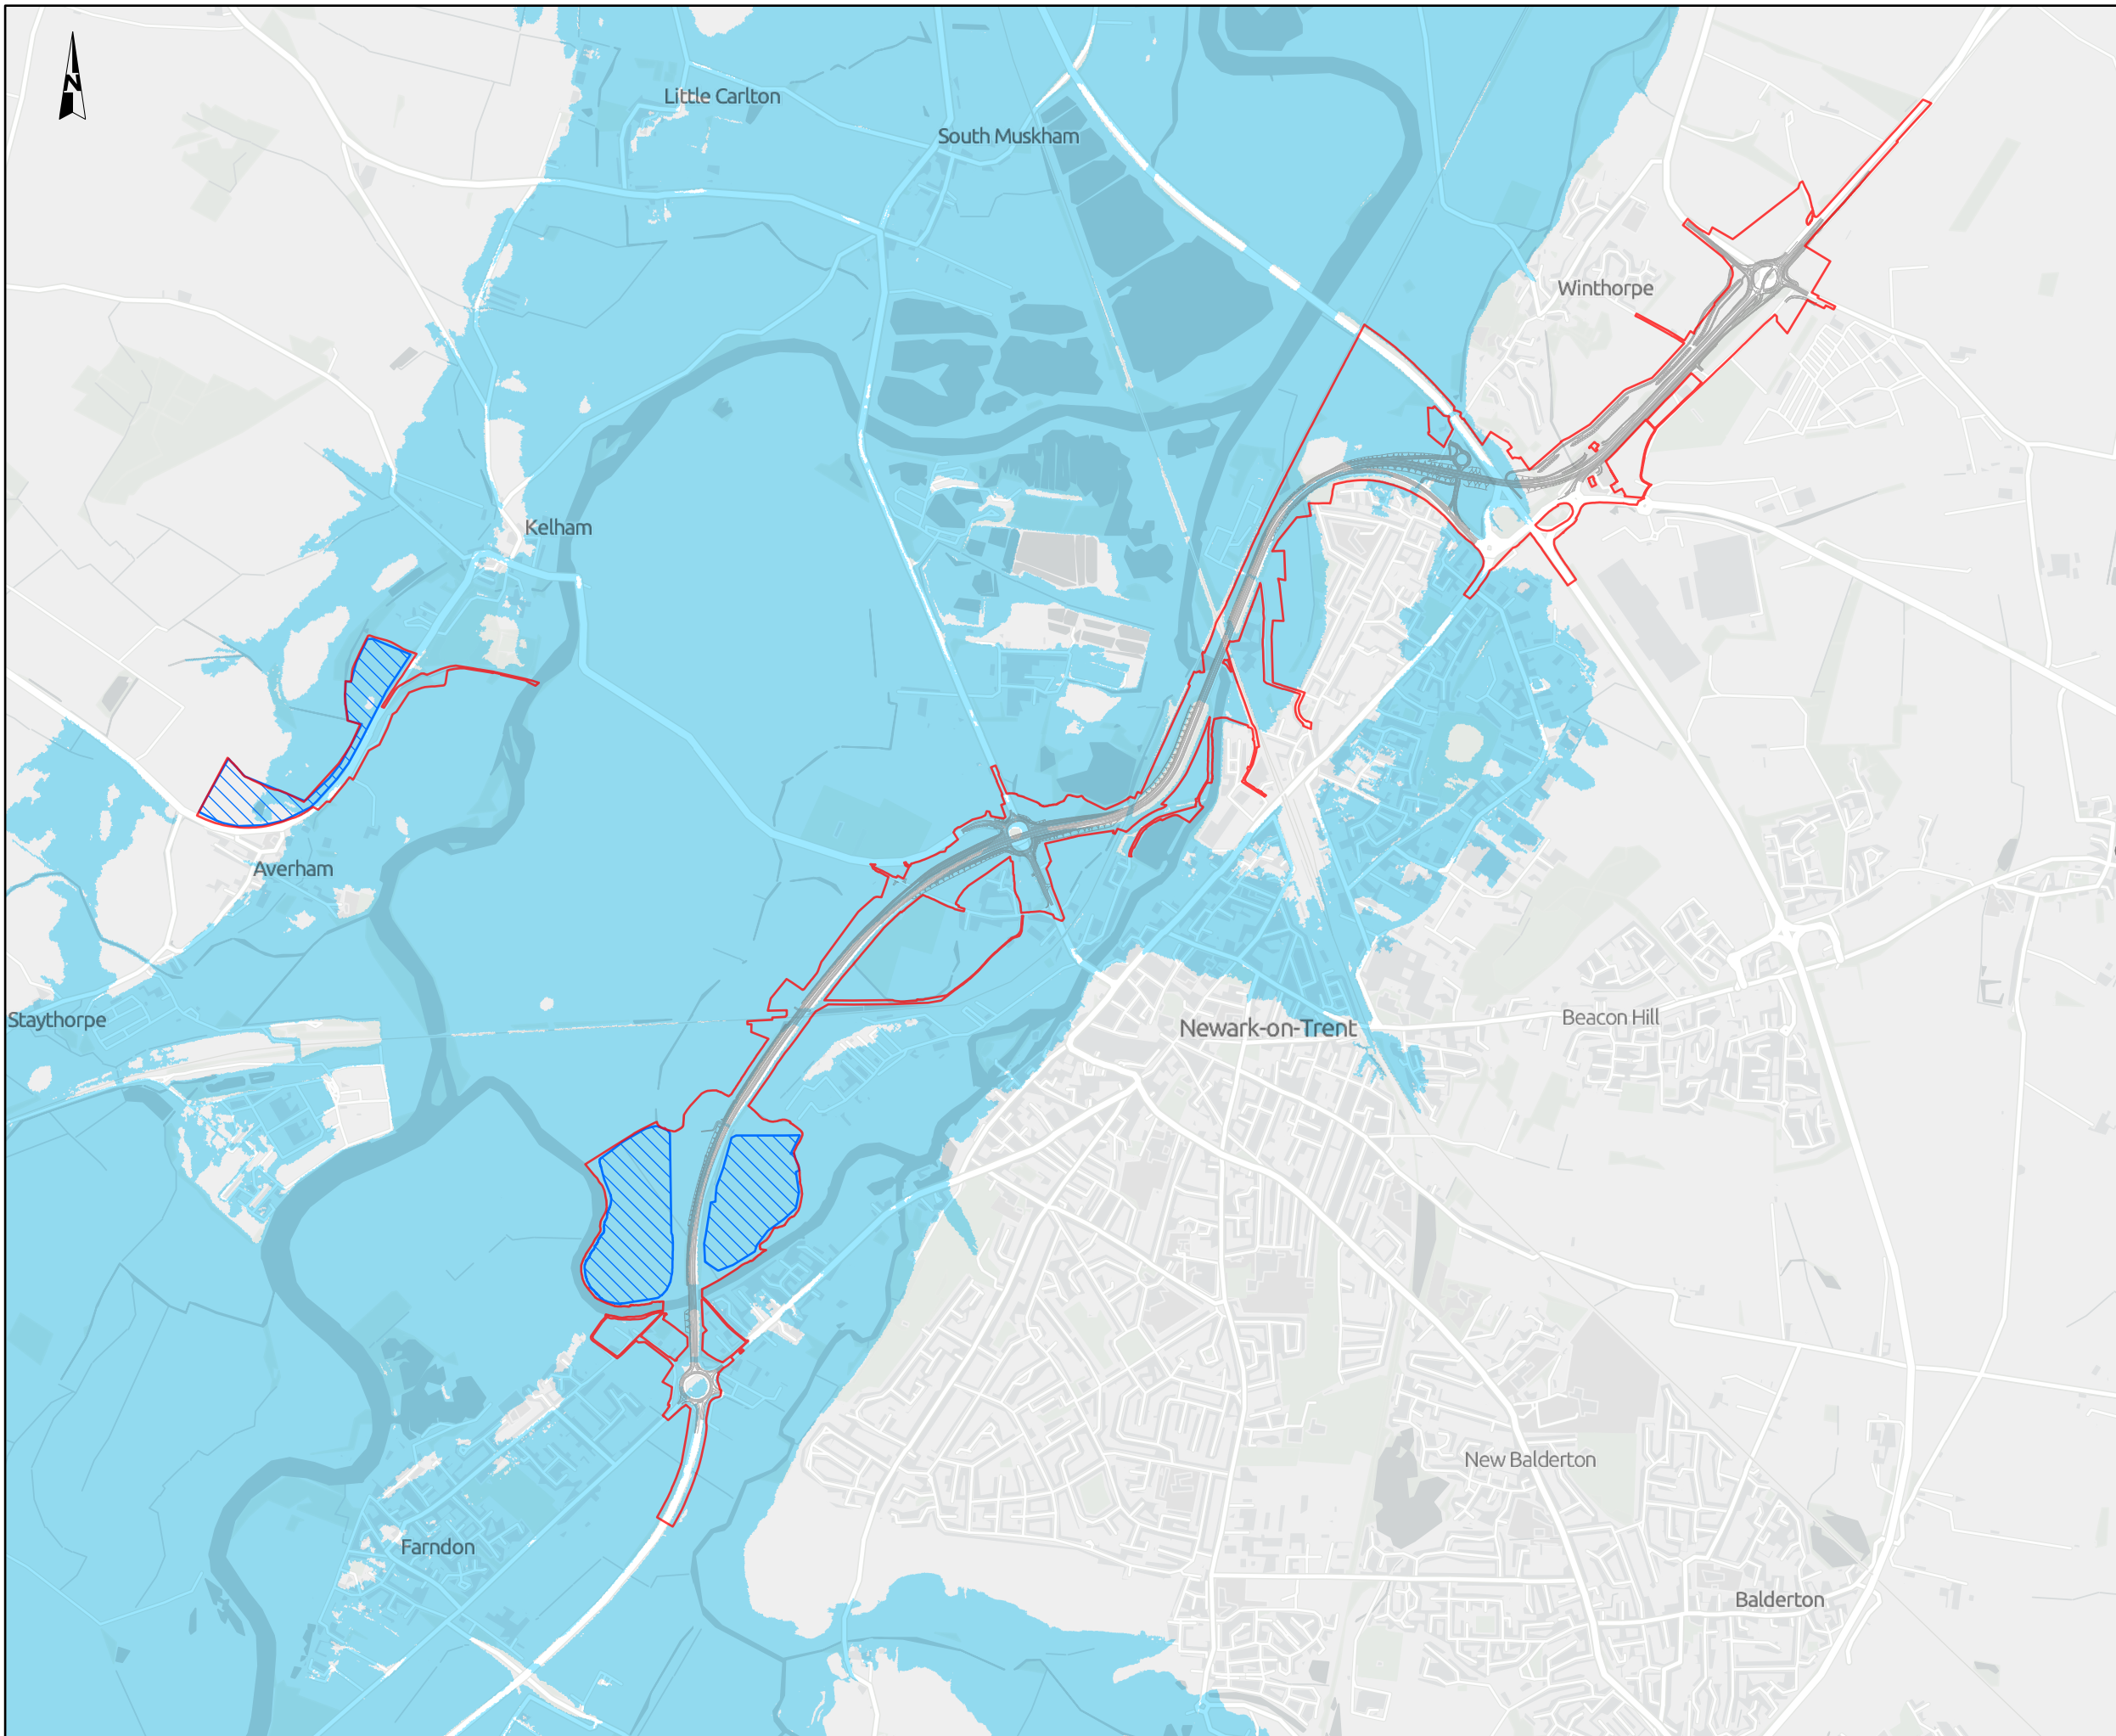 N
Little Carlton
South Muskham
Winthorpe
Kelham
Averham
Staythorpe
Newark-on-Trent
Beacon Hill
New Balderton
Farndon
Balderton